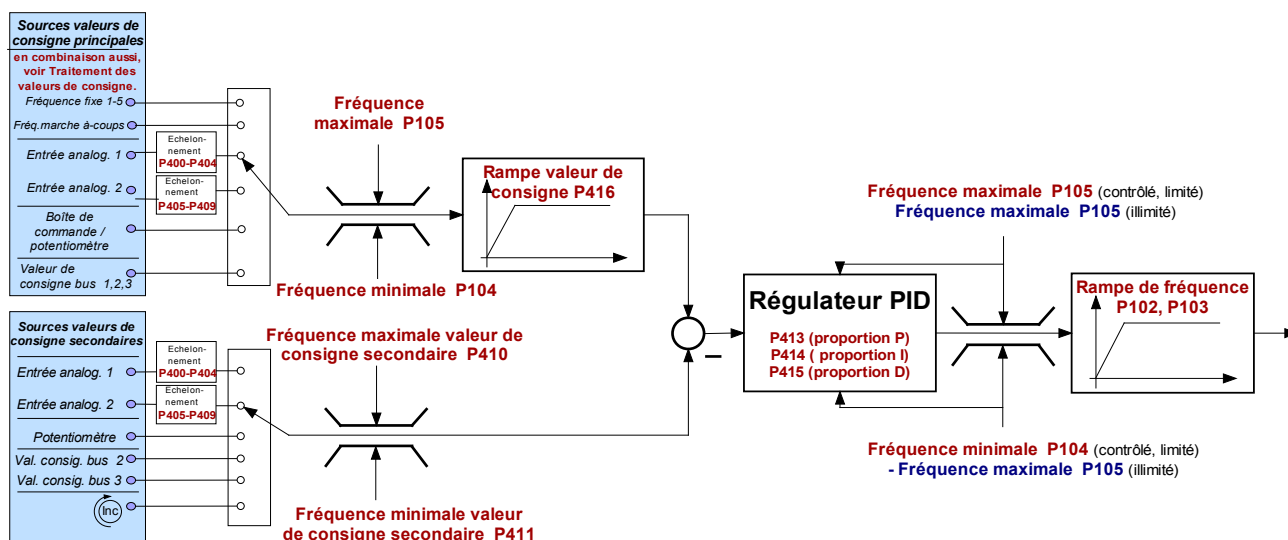 Sources valeurs de
consigne principales
en combinaison aussi,
voir Traitement des
valeurs de consigne.
Fréquence fixe 1-5
Fréq.marche à-coups
Entrée analog. 1
Echelon-
nement
P400-P404
Entrée analog. 2
Echelon-
nement
P405-P409
Boîte de
commande /
potentiomètre
Valeur de
consigne bus 1,2,3
Fréquence
maximale P105
Fréquence minimale P104
Rampe valeur de
consigne P416
Sources valeurs de
consigne secondaires
Entrée analog. 1
Echelon-
nement
P400-P404
Entrée analog. 2
Echelon-
nement
P405-P409
Potentiomètre
Val. consig. bus 2
Val. consig. bus 3
Inc
Fréquence maximale valeur de
consigne secondaire P410
Fréquence minimale valeur
de consigne secondaire P411
–
Régulateur PID
P413 (proportion P)
P414 ( proportion I)
P415 (proportion D)
Fréquence maximale P105 (contrôlé, limité)
Fréquence maximale P105 (illimité)
Fréquence minimale P104 (contrôlé, limité)
- Fréquence maximale P105 (illimité)
Rampe de fréquence
P102, P103